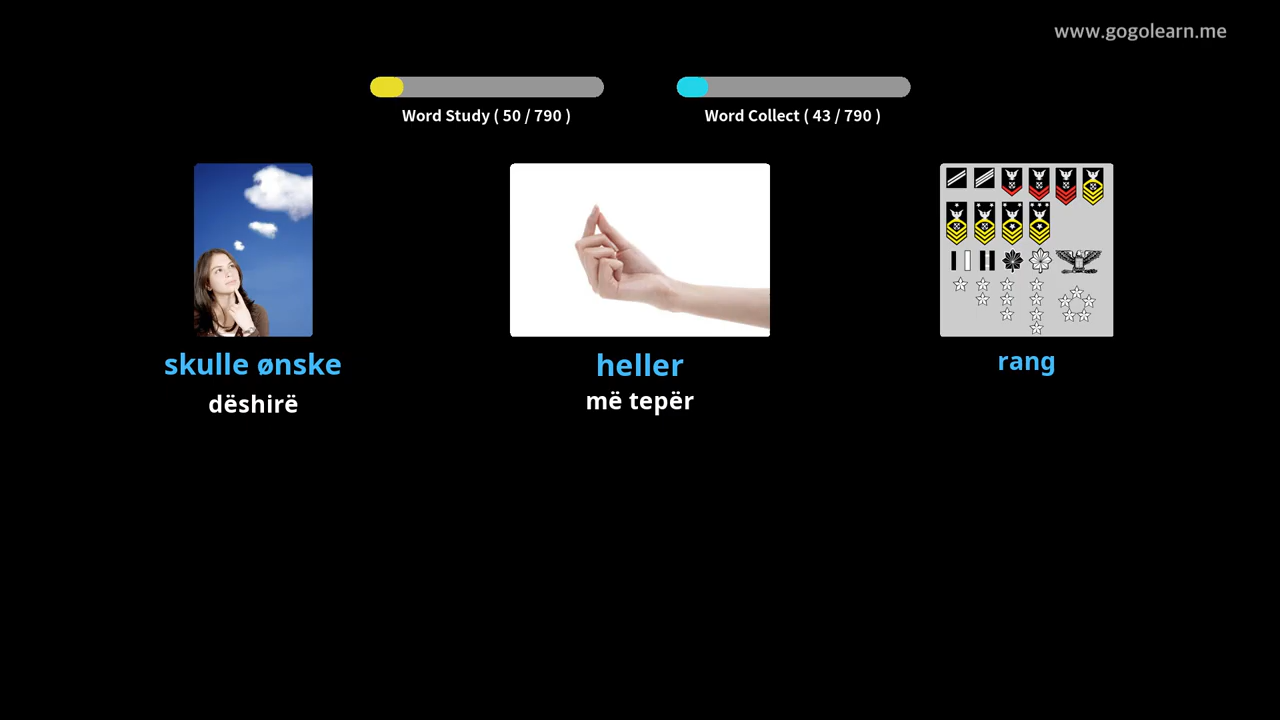 www.gogolearn.me
Word Study ( 50 / 790 )
Word Collect ( 43 / 790 )
skulle ønske
heller
rang
dëshirë
më tepër